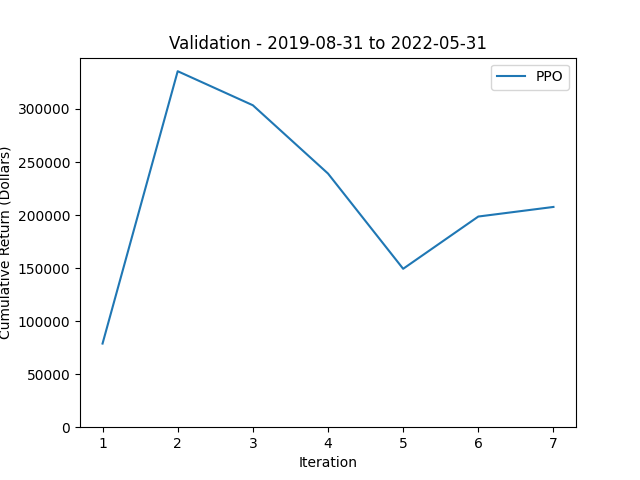 Validation - 2019-08-31 to 2022-05-31
PPO
Cumulative Return (Dollars)
300000
250000
200000
150000
100000
50000
0
1 2 3 4 5 6 7
Iteration